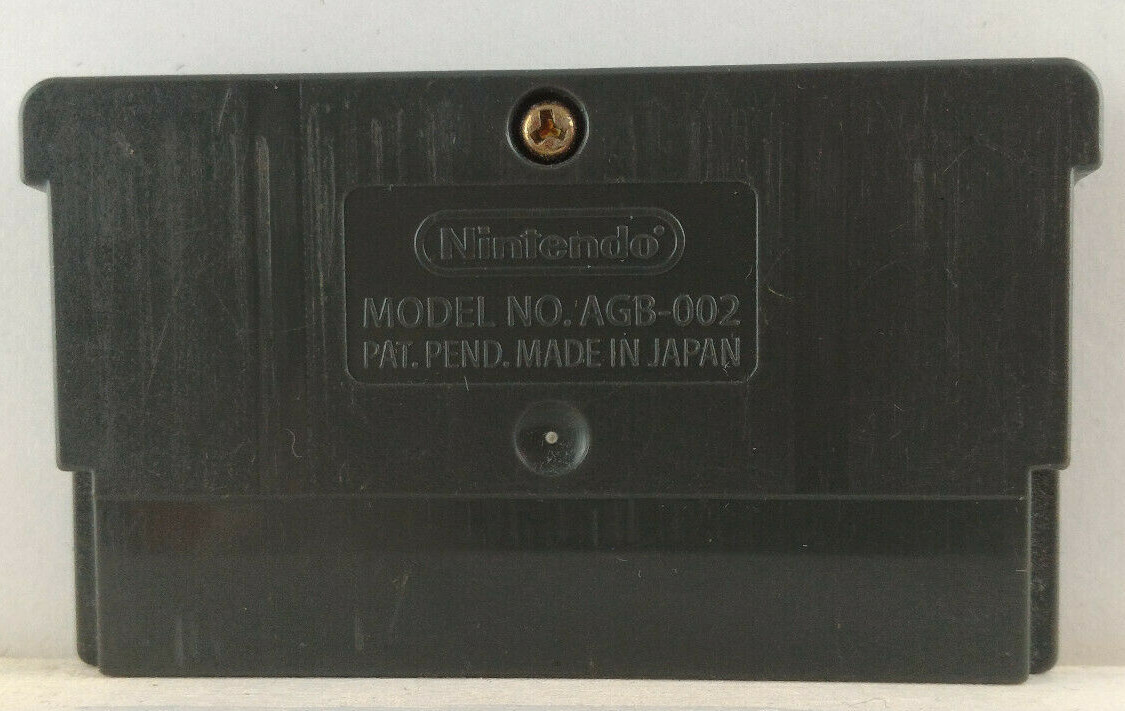 Nintendo®
MODEL NO. AGB-002
PAT. PEND. MADE IN JAPAN